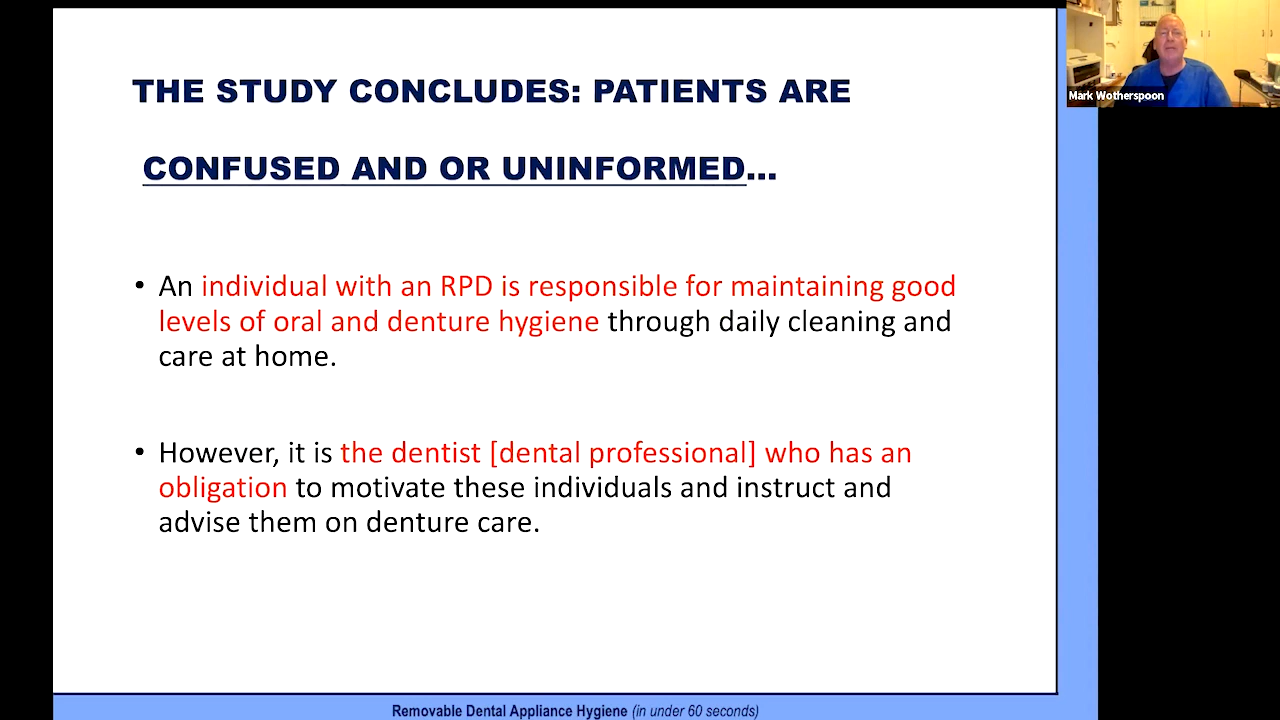 THE STUDY CONCLUDES: PATIENTS ARE
CONFUSED AND OR UNINFORMED...
• An individual with an RPD is responsible for maintaining good
levels of oral and denture hygiene through daily cleaning and
care at home.
• However, it is the dentist [dental professional] who has an
obligation to motivate these individuals and instruct and
advise them on denture care.
Removable Dental Appliance Hygiene (in under 60 seconds)
Mark Wotherspoon